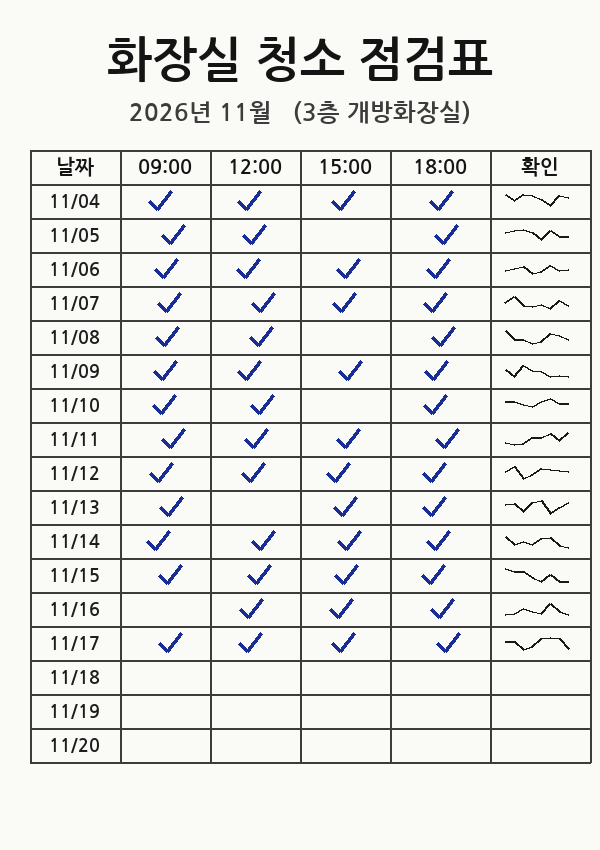 화장실 청소 점검표
2026년 11월 (3층 개방화장실)
날짜 09:00 12:00 15:00 18:00 확인
11/04 ✓ ✓ ✓ ✓
11/05 ✓ ✓ ✓
11/06 ✓ ✓ ✓ ✓
11/07 ✓ ✓ ✓ ✓
11/08 ✓ ✓ ✓
11/09 ✓ ✓ ✓ ✓
11/10 ✓ ✓ ✓
11/11 ✓ ✓ ✓ ✓
11/12 ✓ ✓ ✓ ✓
11/13 ✓ ✓ ✓
11/14 ✓ ✓ ✓ ✓
11/15 ✓ ✓ ✓ ✓
11/16 ✓ ✓ ✓
11/17 ✓ ✓ ✓ ✓
11/18
11/19
11/20